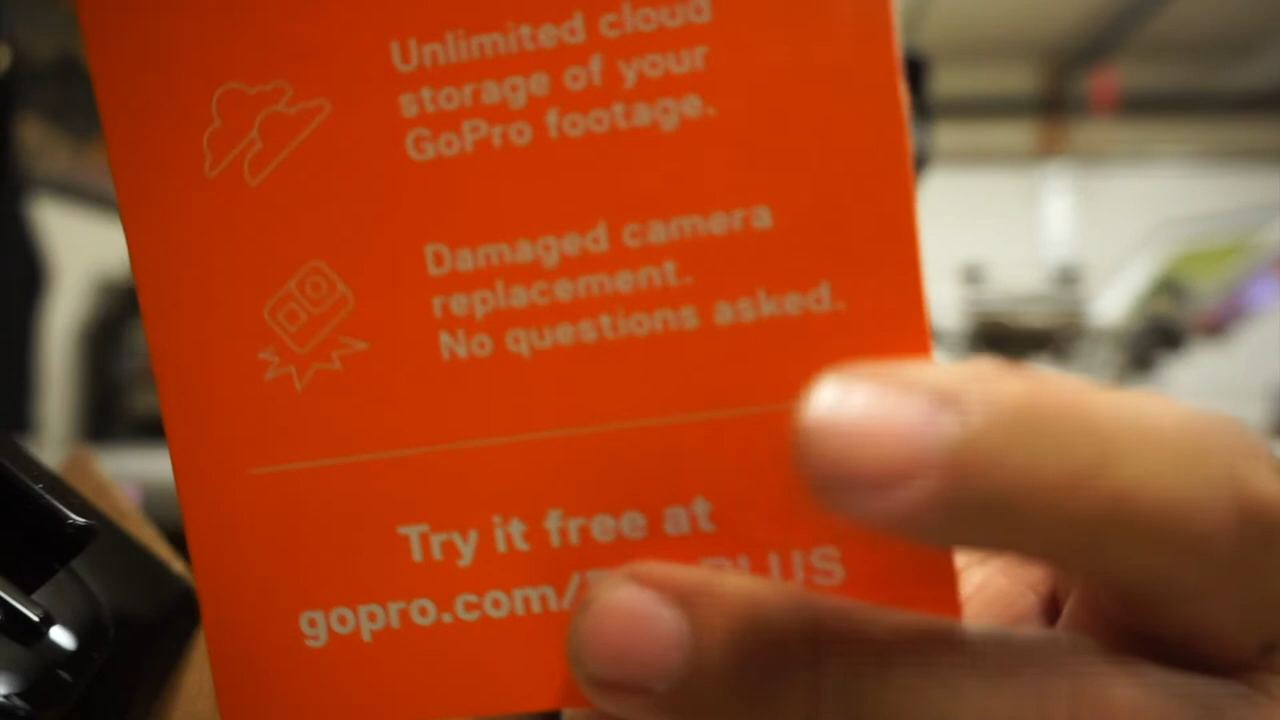 Unlimited cloud
storage of your
GoPro footage.
Damaged camera
replacement.
No questions asked.
Try it free at
gopro.com/ PLUS